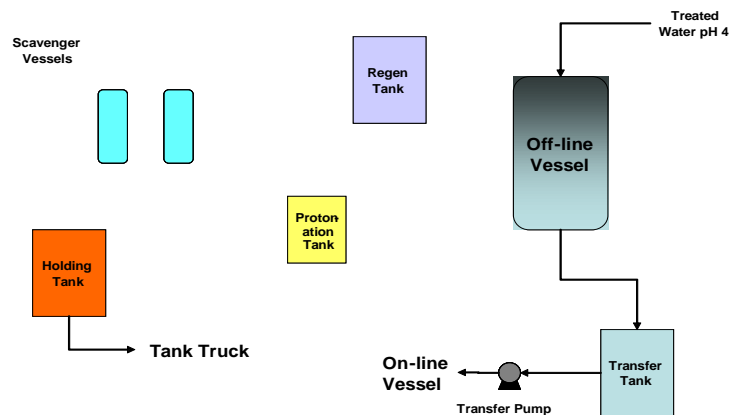 Treated
Water pH 4
Scavenger
Vessels
Regen
Tank
Off-line
Vessel
Proton-
ation
Tank
Holding
Tank
Tank Truck
On-line
Vessel
Transfer
Tank
Transfer Pump